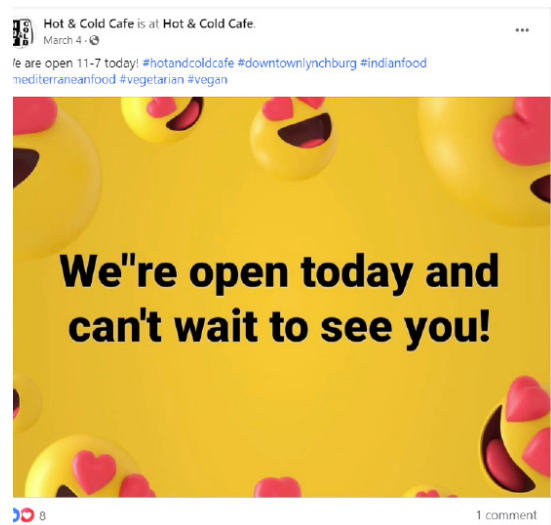 Hot & Cold Cafe is at Hot & Cold Cafe.
March 4 ·
e are open 11-7 today! #hotandcoldcafe #downtownlynchburg #indianfood
mediterraneanfood #vegetarian #vegan
We"re open today and
can't wait to see you!
8
1 comment